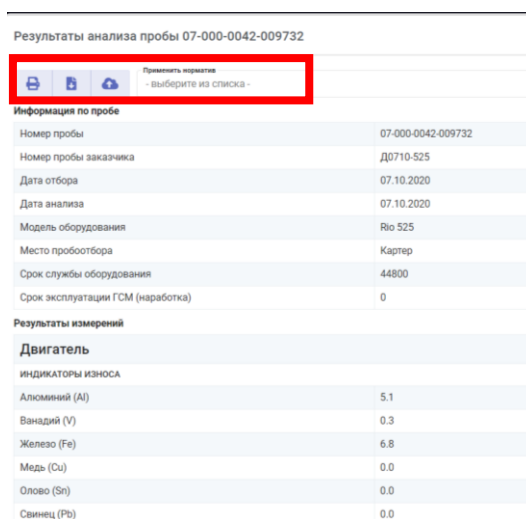 Результаты анализа пробы 07-000-0042-009732
Применить норматив
- выберите из списка -
Информация по пробе
Номер пробы 07-000-0042-009732
Номер пробы заказчика Д0710-525
Дата отбора 07.10.2020
Дата анализа 07.10.2020
Модель оборудования Rio 525
Место пробоотбора Картер
Срок службы оборудования 44800
Срок эксплуатации ГСМ (наработка) 0
Результаты измерений
Двигатель
ИНДИКАТОРЫ ИЗНОСА
Алюминий (Al) 5.1
Ванадий (V) 0.3
Железо (Fe) 6.8
Медь (Cu) 0.0
Олово (Sn) 0.0
Свинец (Pb) 0.0